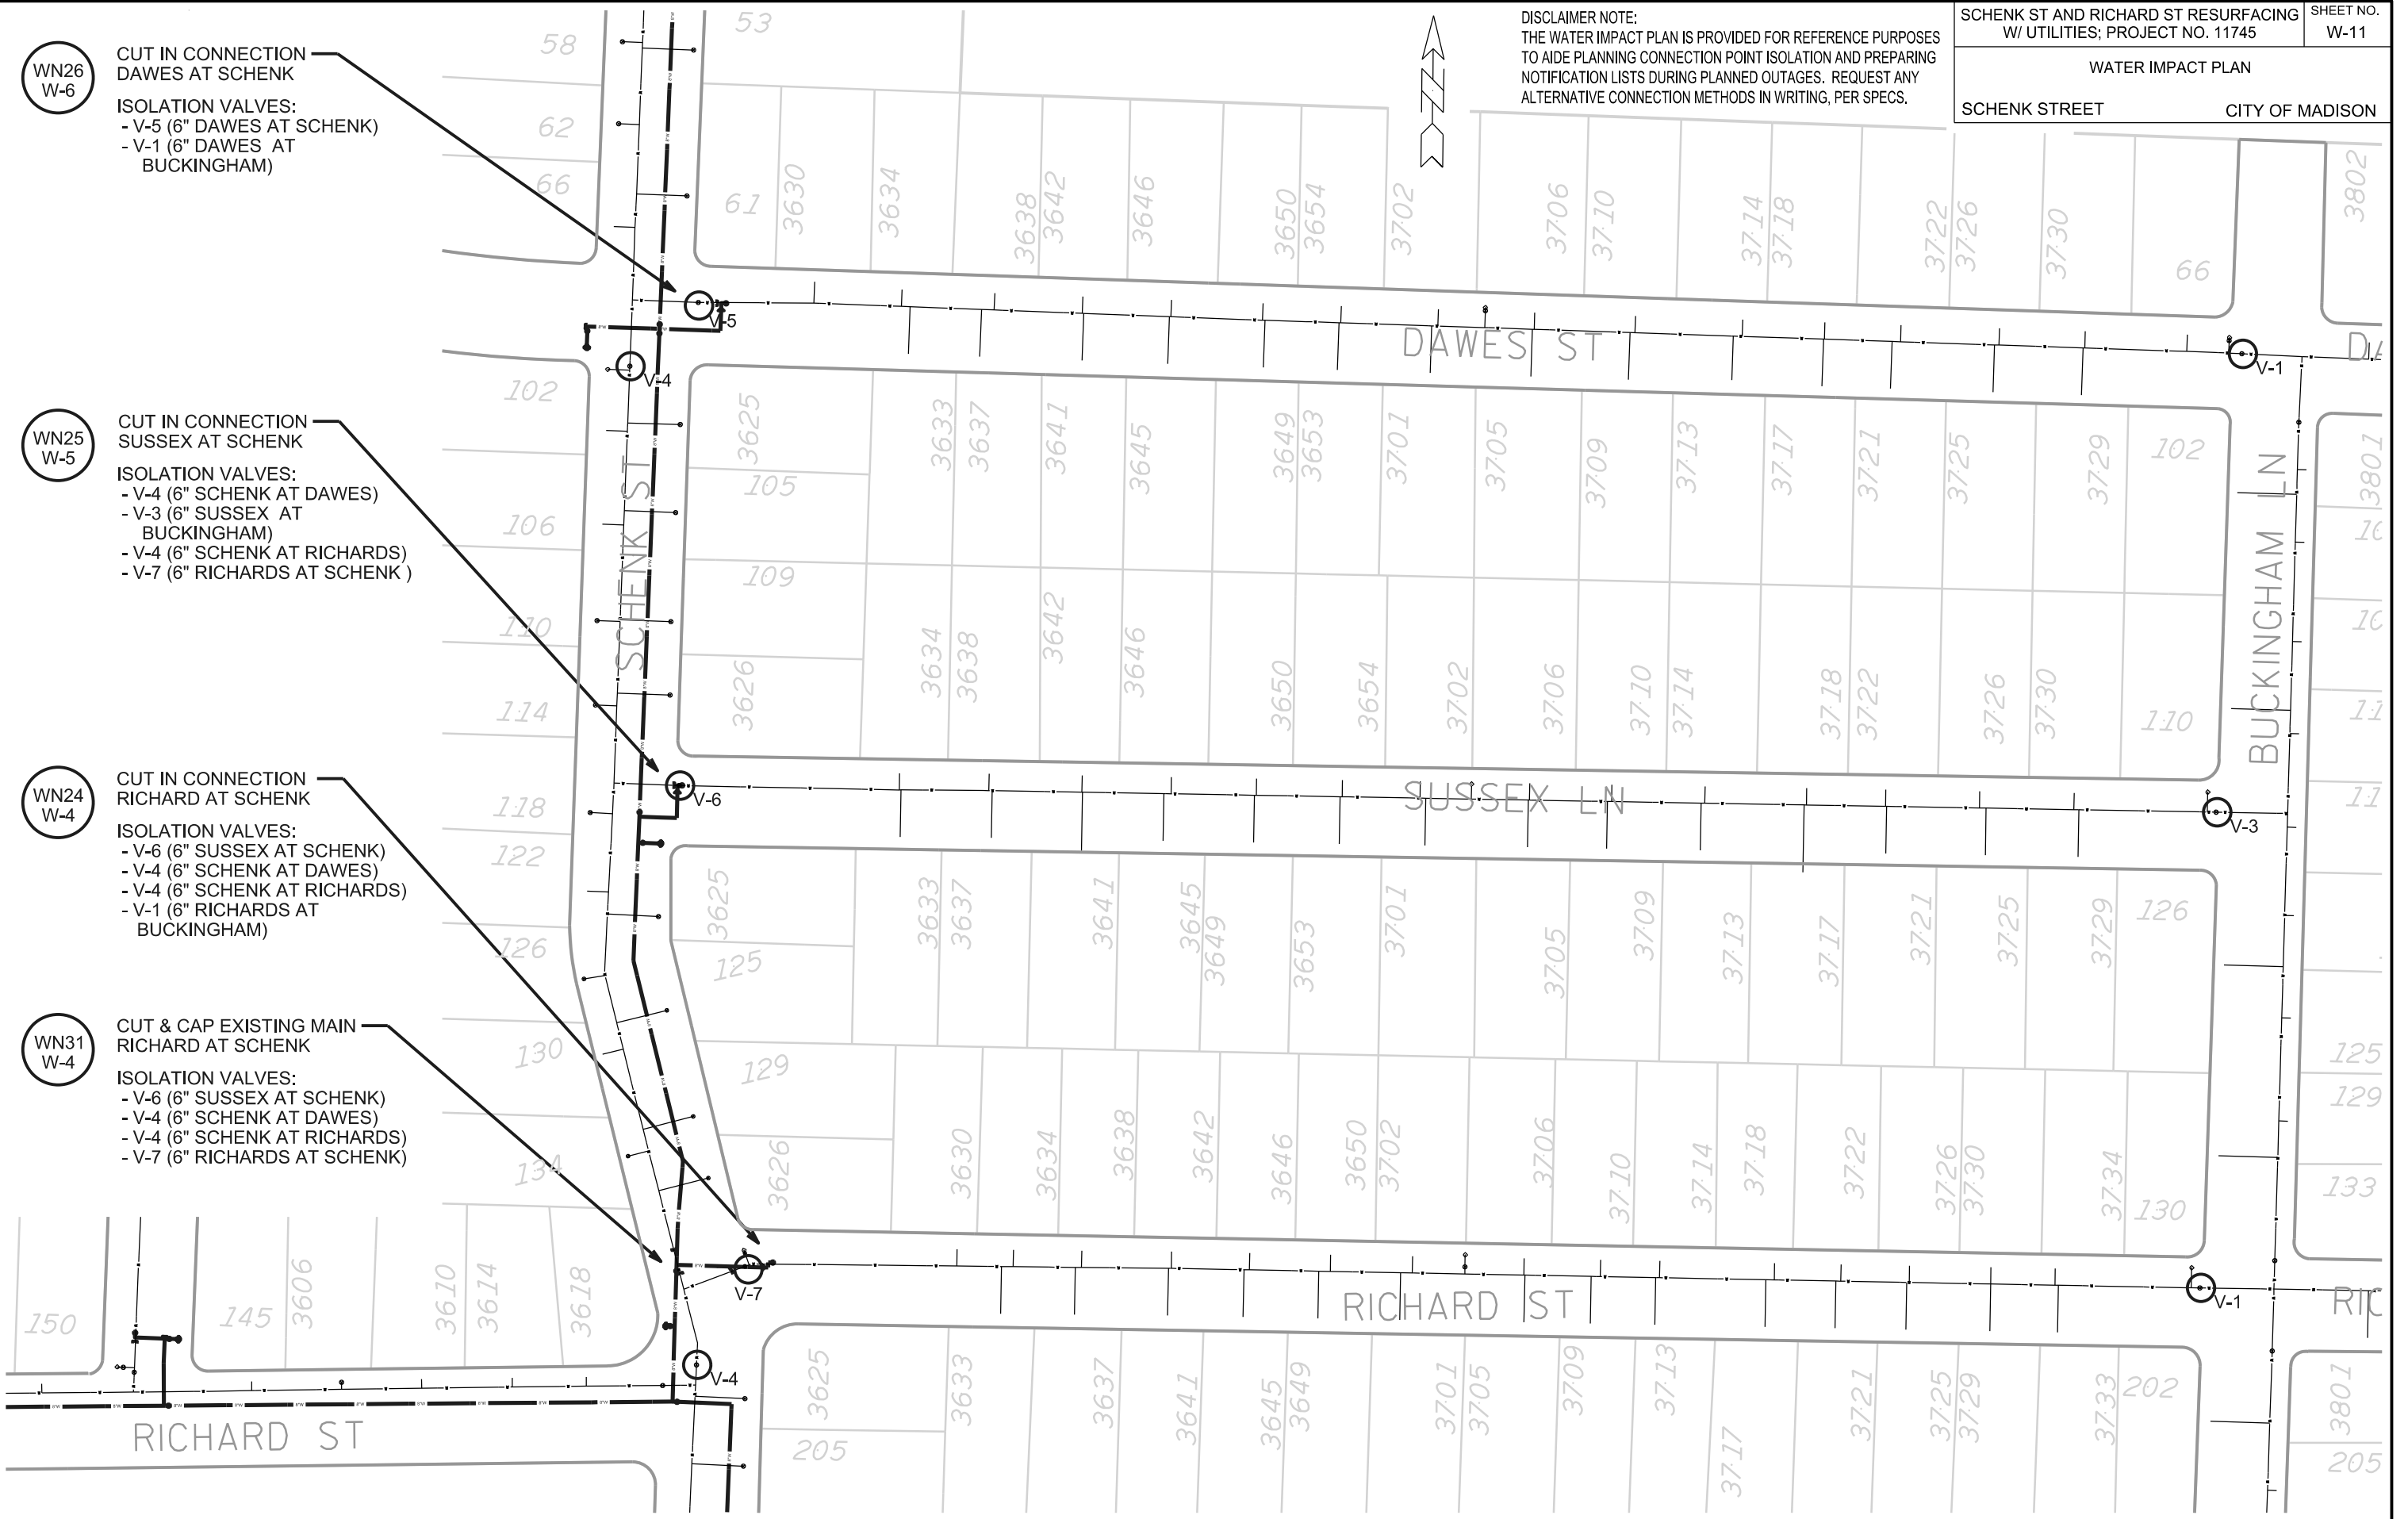 DISCLAIMER NOTE:
THE WATER IMPACT PLAN IS PROVIDED FOR REFERENCE PURPOSES
TO AIDE PLANNING CONNECTION POINT ISOLATION AND PREPARING
NOTIFICATION LISTS DURING PLANNED OUTAGES. REQUEST ANY
ALTERNATIVE CONNECTION METHODS IN WRITING, PER SPECS.
SCHENK ST AND RICHARD ST RESURFACING
W/ UTILITIES; PROJECT NO. 11745
SHEET NO.
W-11
WATER IMPACT PLAN
SCHENK STREET
CITY OF MADISON
WN26
W-6
CUT IN CONNECTION
DAWES AT SCHENK
ISOLATION VALVES:
- V-5 (6" DAWES AT SCHENK)
- V-1 (6" DAWES AT
BUCKINGHAM)
WN25
W-5
CUT IN CONNECTION
SUSSEX AT SCHENK
ISOLATION VALVES:
- V-4 (6" SCHENK AT DAWES)
- V-3 (6" SUSSEX AT
BUCKINGHAM)
- V-4 (6" SCHENK AT RICHARDS)
- V-7 (6" RICHARDS AT SCHENK )
WN24
W-4
CUT IN CONNECTION
RICHARD AT SCHENK
ISOLATION VALVES:
- V-6 (6" SUSSEX AT SCHENK)
- V-4 (6" SCHENK AT DAWES)
- V-4 (6" SCHENK AT RICHARDS)
- V-1 (6" RICHARDS AT
BUCKINGHAM)
WN31
W-4
CUT & CAP EXISTING MAIN
RICHARD AT SCHENK
ISOLATION VALVES:
- V-6 (6" SUSSEX AT SCHENK)
- V-4 (6" SCHENK AT DAWES)
- V-4 (6" SCHENK AT RICHARDS)
- V-7 (6" RICHARDS AT SCHENK)
58
53
62
66
61
3630
3634
3638
3642
3646
3650
3654
3702
3706
3710
3714
3718
3722
3726
3730
66
3802
V-5
DAWES ST
V-1
V-4
102
106
110
114
118
122
126
130
134
SCHENK ST
3625
105
109
3626
3633
3637
3641
3645
3649
3653
3701
3705
3709
3713
3717
3721
3725
3729
102
3801
3634
3638
3642
3646
3650
3654
3702
3706
3710
3714
3718
3722
3726
3730
110
BUCKINGHAM LN
V-6
SUSSEX LN
V-3
3625
125
129
3626
3633
3637
3641
3645
3649
3653
3701
3705
3709
3713
3717
3721
3725
3729
126
125
129
133
3630
3634
3638
3642
3646
3650
3702
3706
3710
3714
3718
3722
3726
3730
3734
130
V-7
RICHARD ST
V-1
V-4
150
145
3606
3610
3614
3618
RICHARD ST
3625
205
3633
3637
3641
3645
3649
3701
3705
3709
3713
3717
3721
3725
3729
3733
202
3801
205